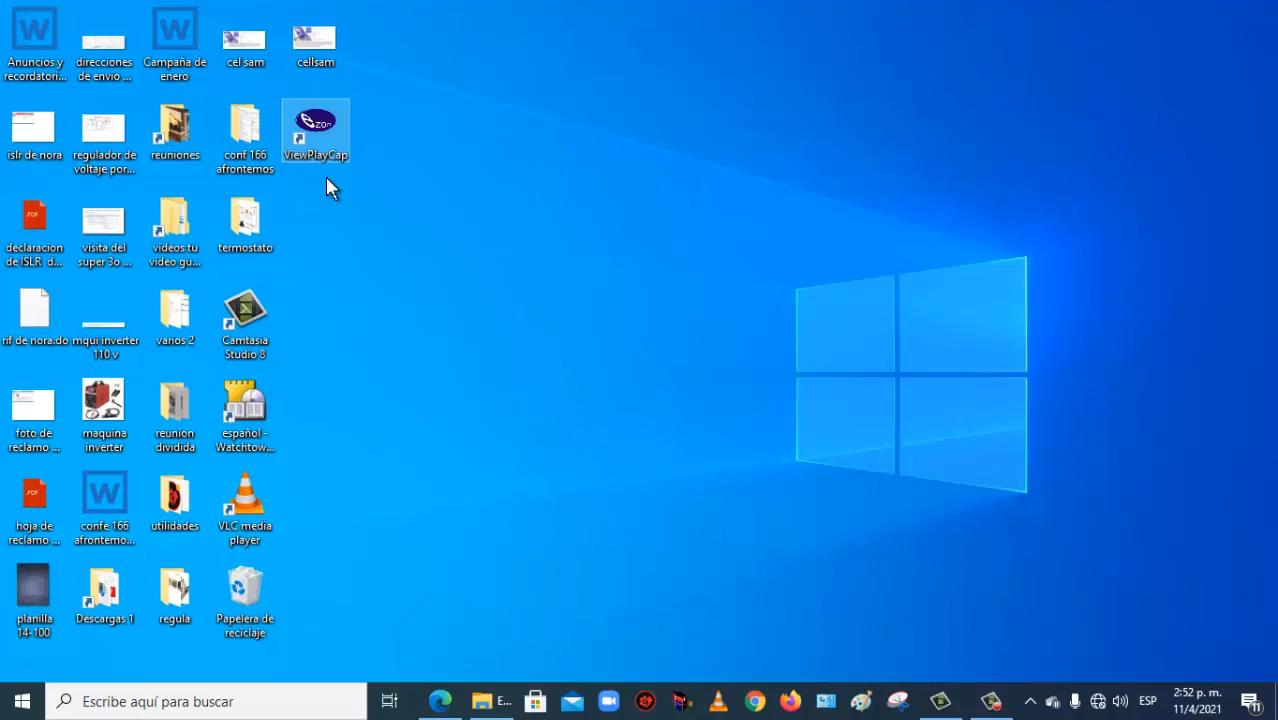 Anuncios y
recordatori...
direcciones
de envio ...
Campaña de
enero
cel sam
cellsam
islr de nora
regulador de
voltaje por...
reuniones
conf 166
afrontemos
ViewPlayCap
declaracion
de ISLR d...
visita del
super 3o ...
videos tu
video gu...
termostato
rif de nora.do
mqui inverter
110 v
varios 2
Camtasia
Studio 8
foto de
reclamo ...
maquina
inverter
reunion
dividida
español -
Watchtow...
hoja de
reclamo ...
confe 166
afrontemo...
utilidades
VLC media
player
planilla
14-100
Descargas 1
regula
Papelera de
reciclaje
Escribe aquí para buscar
E...
ESP
2:52 p. m.
11/4/2021
11